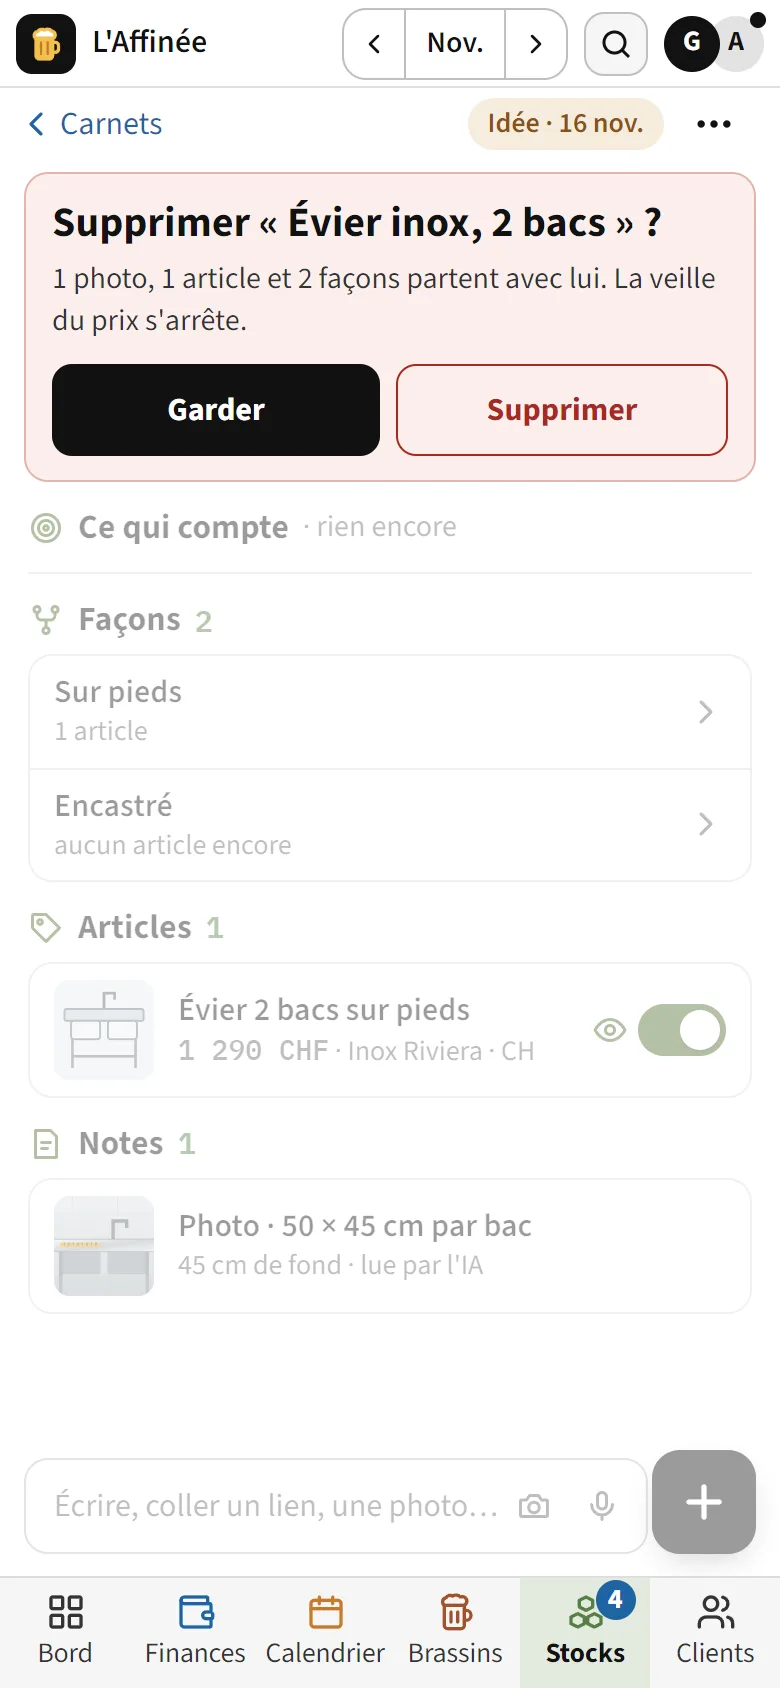 L'Affinée
Nov.
G
A
Carnets
Idée · 16 nov.
Supprimer « Évier inox, 2 bacs » ?
1 photo, 1 article et 2 façons partent avec lui. La veille
du prix s'arrête.
Garder
Supprimer
Ce qui compte · rien encore
Façons 2
Sur pieds
1 article
Encastré
aucun article encore
Articles 1
Évier 2 bacs sur pieds
1 290 CHF · Inox Riviera · CH
Notes 1
Photo · 50 × 45 cm par bac
45 cm de fond · lue par l'IA
Écrire, coller un lien, une photo…
4
Bord
Finances
Calendrier
Brassins
Stocks
Clients